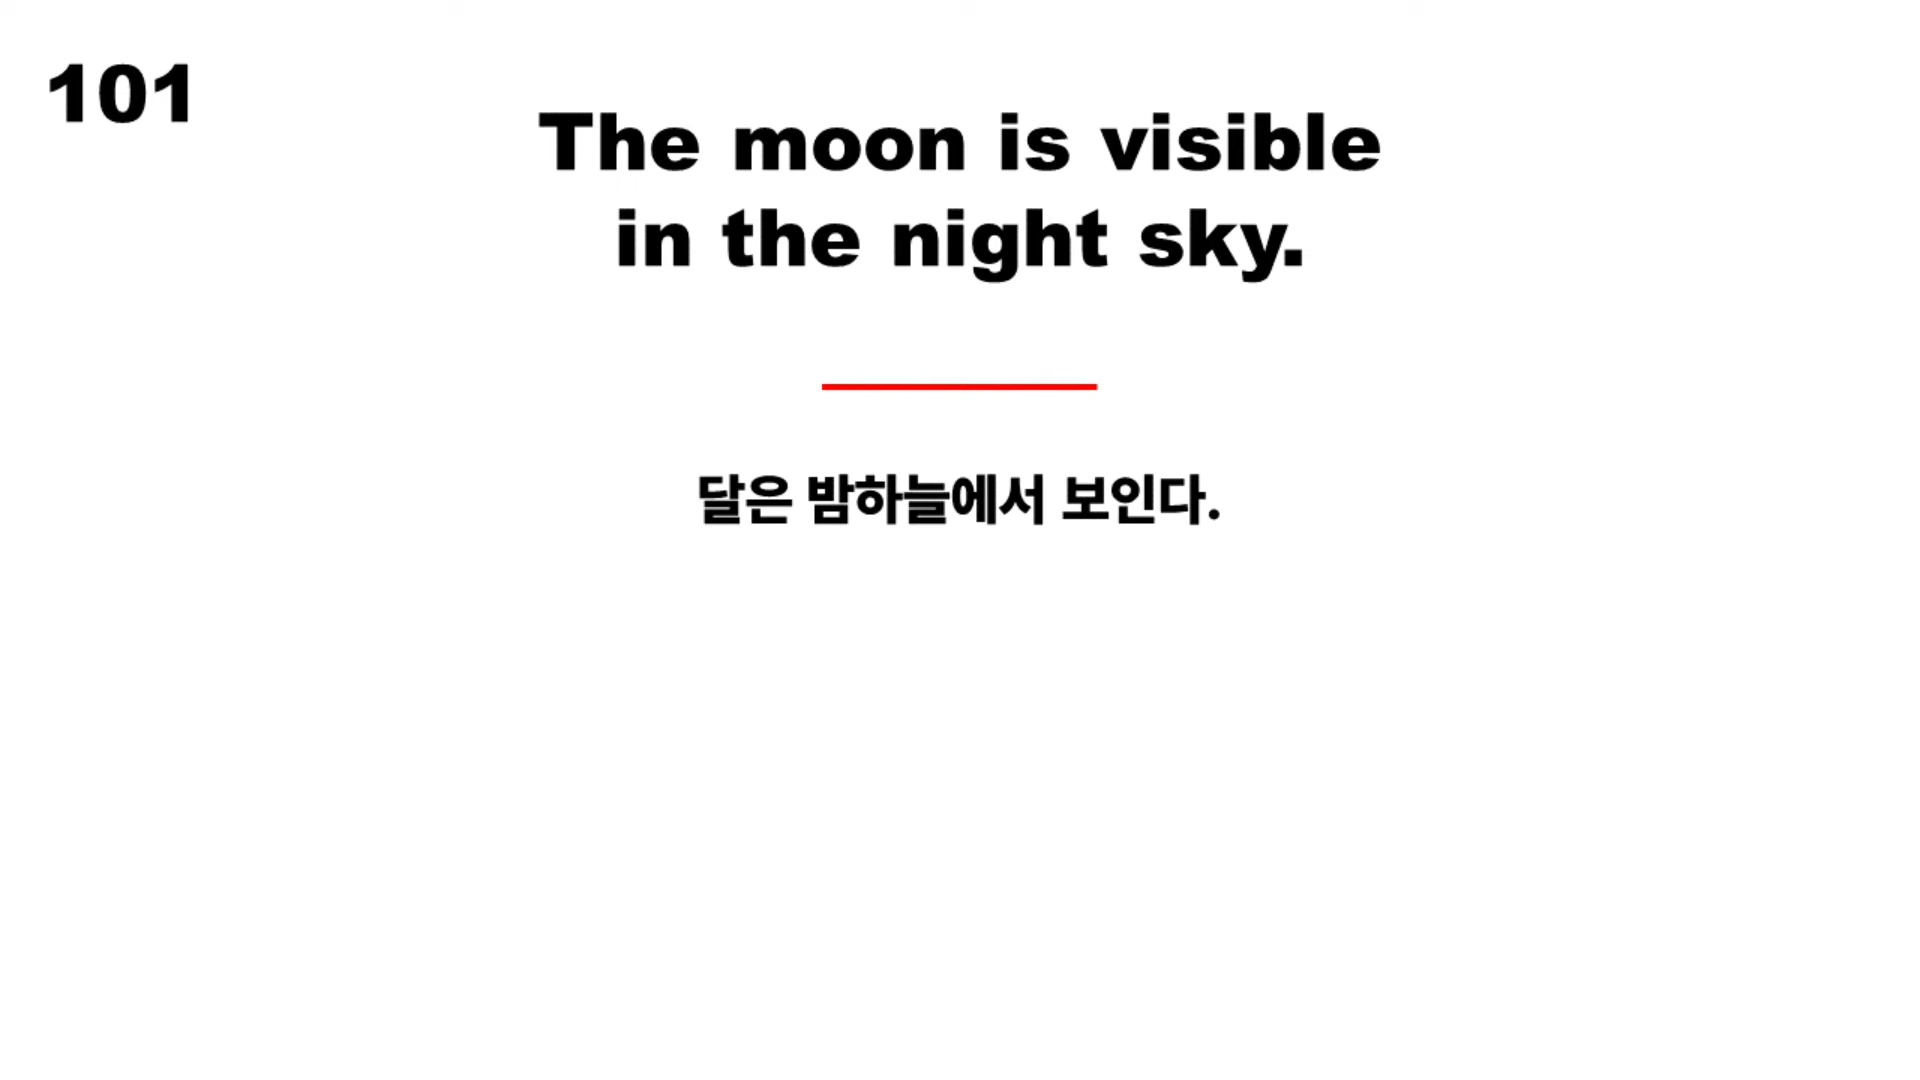 101
The moon is visible
in the night sky.
달은 밤하늘에서 보인다.